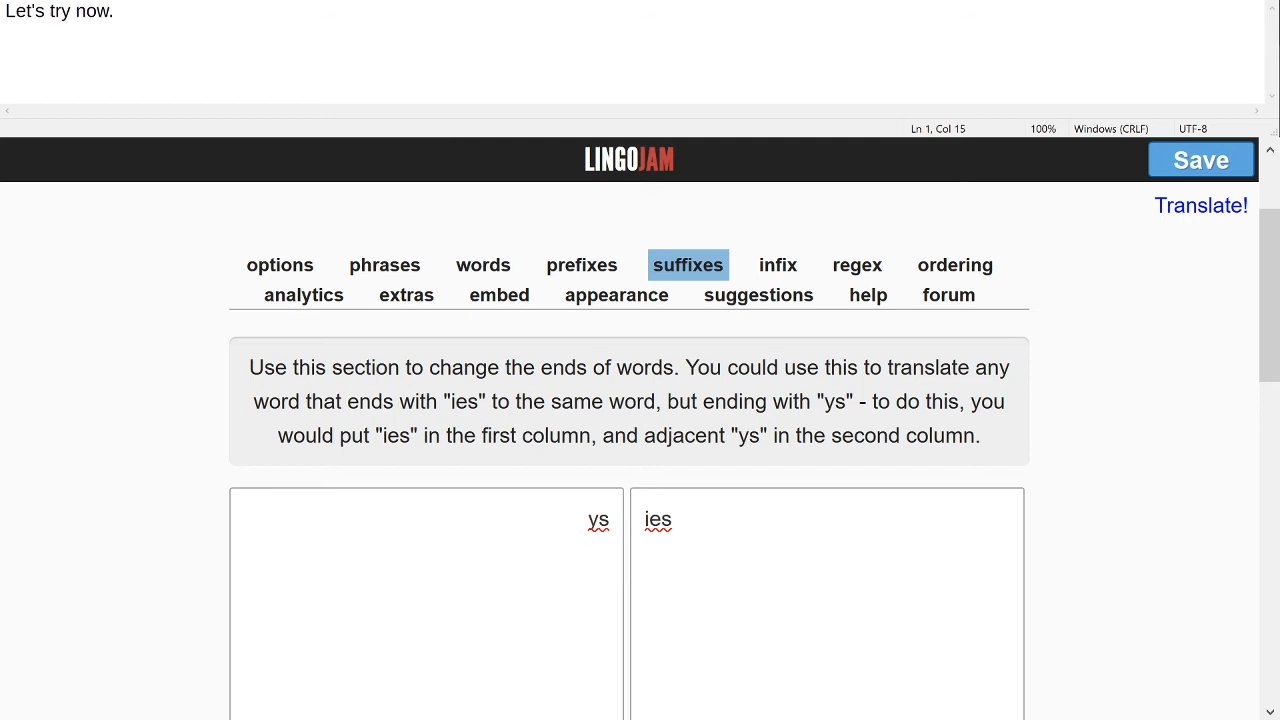 Let's try now.
Ln 1, Col 15 100% Windows (CRLF) UTF-8
LINGOJAM Save
Translate!
options phrases words prefixes suffixes infix regex ordering
analytics extras embed appearance suggestions help forum
Use this section to change the ends of words. You could use this to translate any
word that ends with "ies" to the same word, but ending with "ys" - to do this, you
would put "ies" in the first column, and adjacent "ys" in the second column.
ys ies